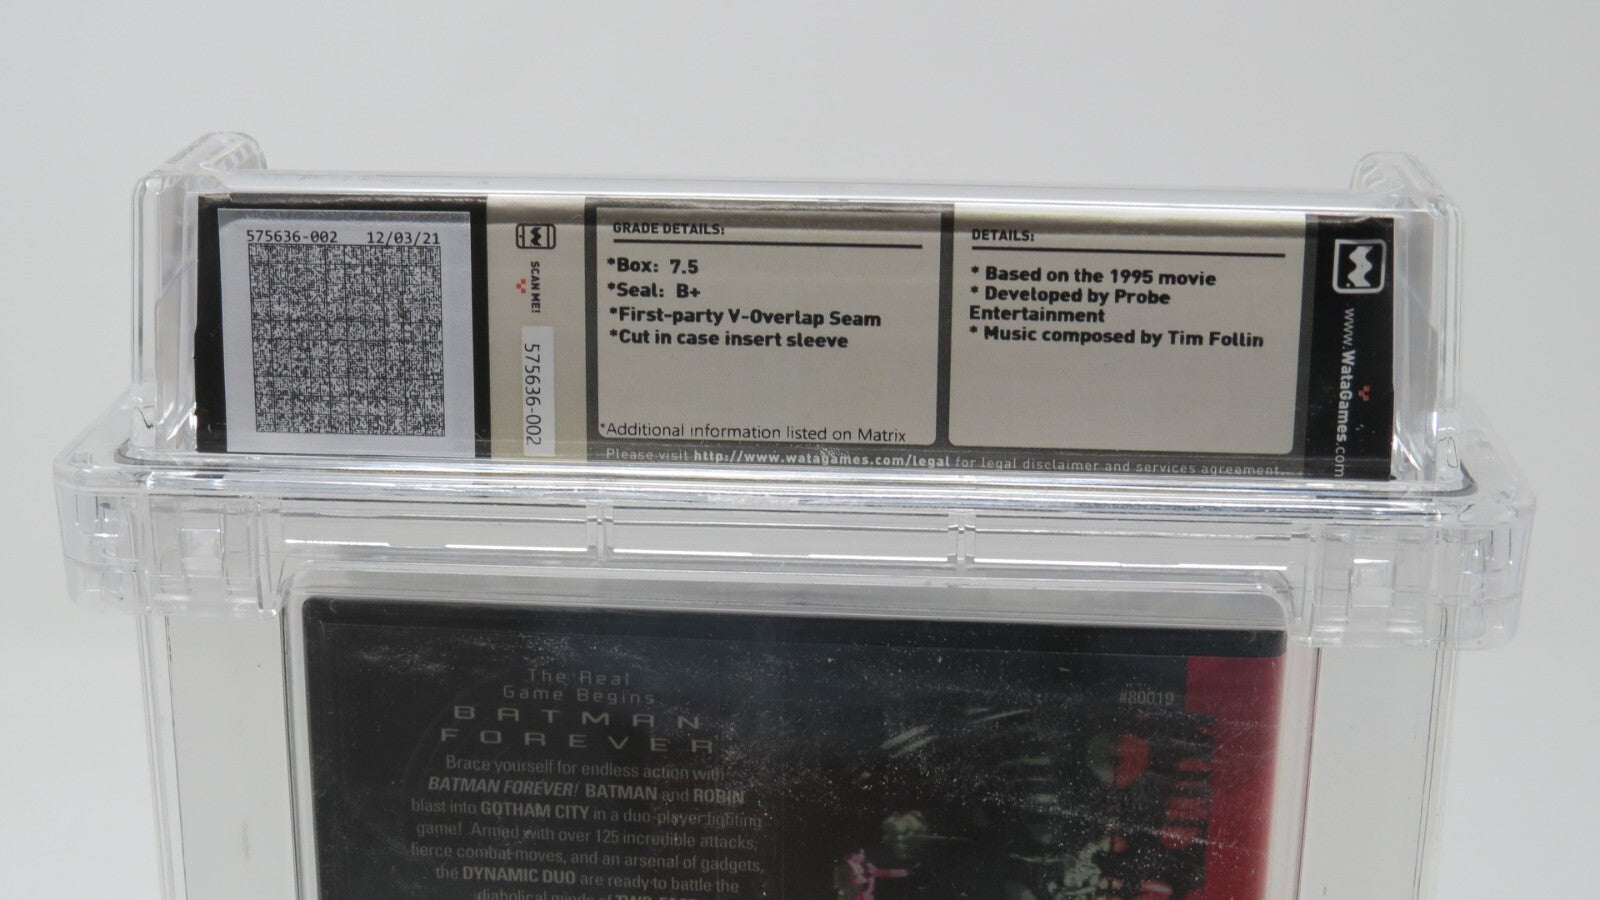 575636-002 12/03/21
SCAN ME!
575636-002
GRADE DETAILS:
*Box: 7.5
*Seal: B+
*First-party V-Overlap Seam
*Cut in case insert sleeve
*Additional information listed on Matrix
DETAILS:
* Based on the 1995 movie
* Developed by Probe
Entertainment
* Music composed by Tim Follin
Please visit http://www.watagames.com/legal for legal disclaimer and services agreement.
www.WataGames.com
#80019
The Real
Game Begins
BATMAN
FOREVER
Brace yourself for endless action with
BATMAN FOREVER! BATMAN and ROBIN
blast into GOTHAM CITY in a duo-player fighting
game! Armed with over 125 incredible attacks,
fierce combat moves, and an arsenal of gadgets,
the DYNAMIC DUO are ready to battle the
diabolical minds of TWO-FACE